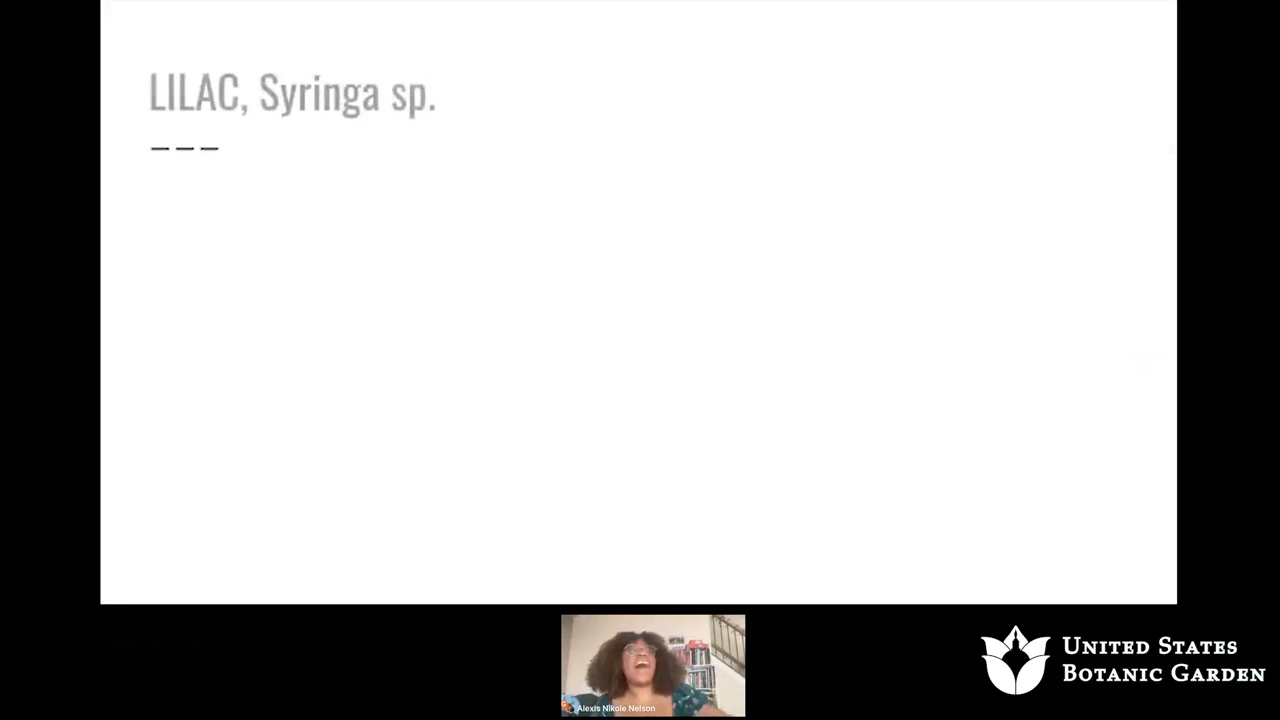 LILAC, Syringa sp.
Alexis Nikole Nelson
UNITED STATES
BOTANIC GARDEN